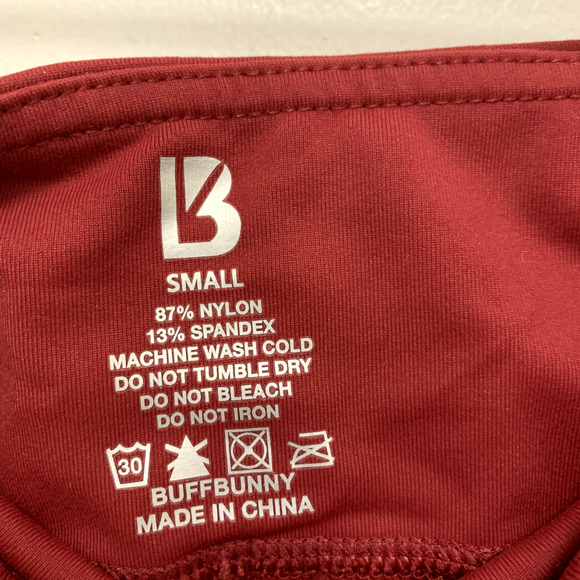 B
SMALL
87% NYLON
13% SPANDEX
MACHINE WASH COLD
DO NOT TUMBLE DRY
DO NOT BLEACH
DO NOT IRON
30
BUFFBUNNY
MADE IN CHINA